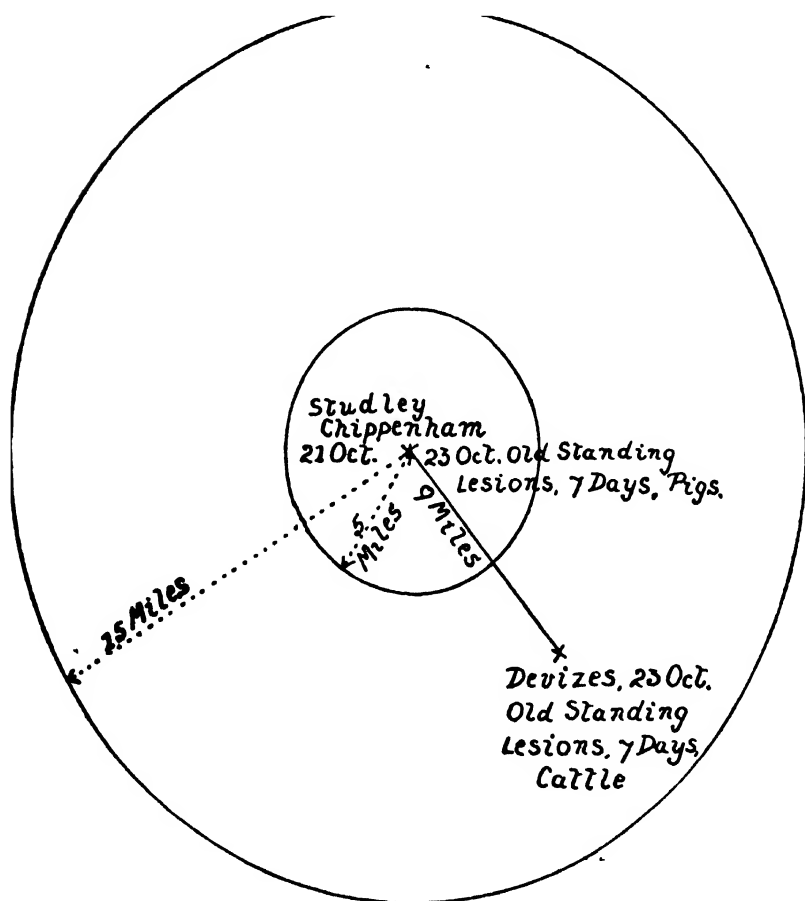 Studley
Chippenham
21 Oct.
23 Oct. Old Standing
Lesions, 7 Days, Pigs.
5
Miles
9 Miles
25 Miles
Devizes, 23 Oct.
Old Standing
Lesions, 7 Days,
Cattle